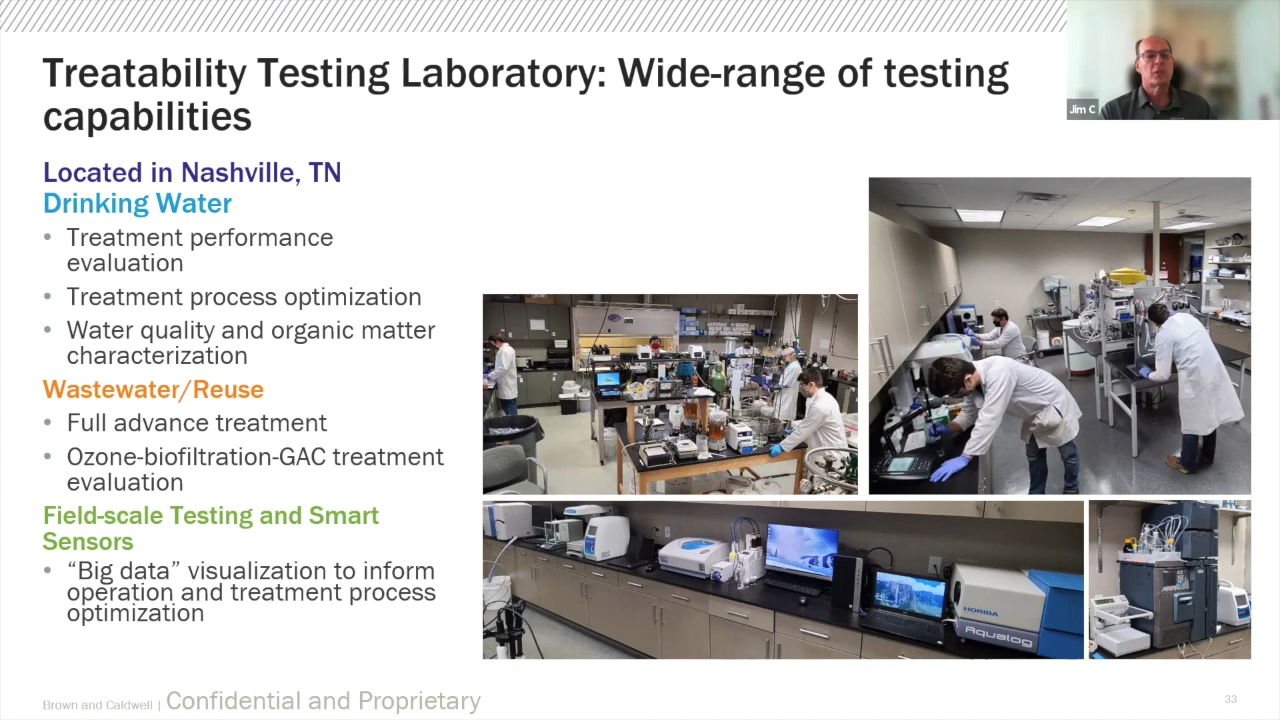 Treatability Testing Laboratory: Wide-range of testing
capabilities
Jim C
Located in Nashville, TN
Drinking Water
• Treatment performance
evaluation
• Treatment process optimization
• Water quality and organic matter
characterization
Wastewater/Reuse
• Full advance treatment
• Ozone-biofiltration-GAC treatment
evaluation
Field-scale Testing and Smart
Sensors
• “Big data” visualization to inform
operation and treatment process
optimization
HORIBA
Aqualog
Brown and Caldwell | Confidential and Proprietary
33